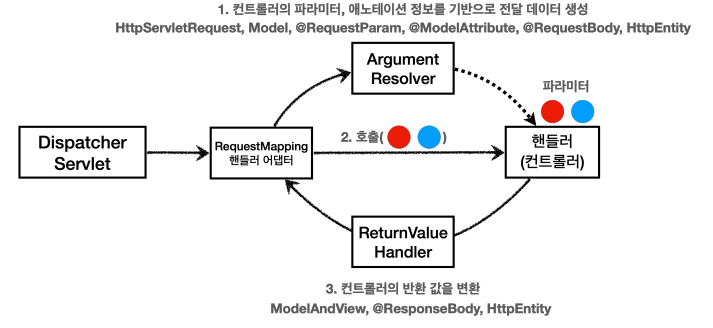 1. 컨트롤러의 파라미터, 애노테이션 정보를 기반으로 전달 데이터 생성
HttpServletRequest, Model, @RequestParam, @ModelAttribute, @RequestBody, HttpEntity
Argument
Resolver
파라미터
Dispatcher
Servlet
RequestMapping
핸들러 어댑터
2. 호출( )
핸들러
(컨트롤러)
ReturnValue
Handler
3. 컨트롤러의 반환 값을 변환
ModelAndView, @ResponseBody, HttpEntity